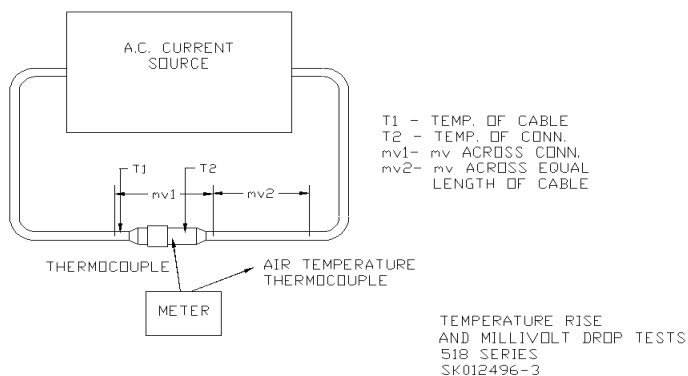 A.C. CURRENT
SOURCE
T1 - TEMP. OF CABLE
T2 - TEMP. OF CONN.
mv1- mv ACROSS CONN.
mv2- mv ACROSS EQUAL
LENGTH OF CABLE
T1
T2
mv1
mv2
THERMOCOUPLE
AIR TEMPERATURE
THERMOCOUPLE
METER
TEMPERATURE RISE
AND MILLIVOLT DROP TESTS
518 SERIES
SK012496-3